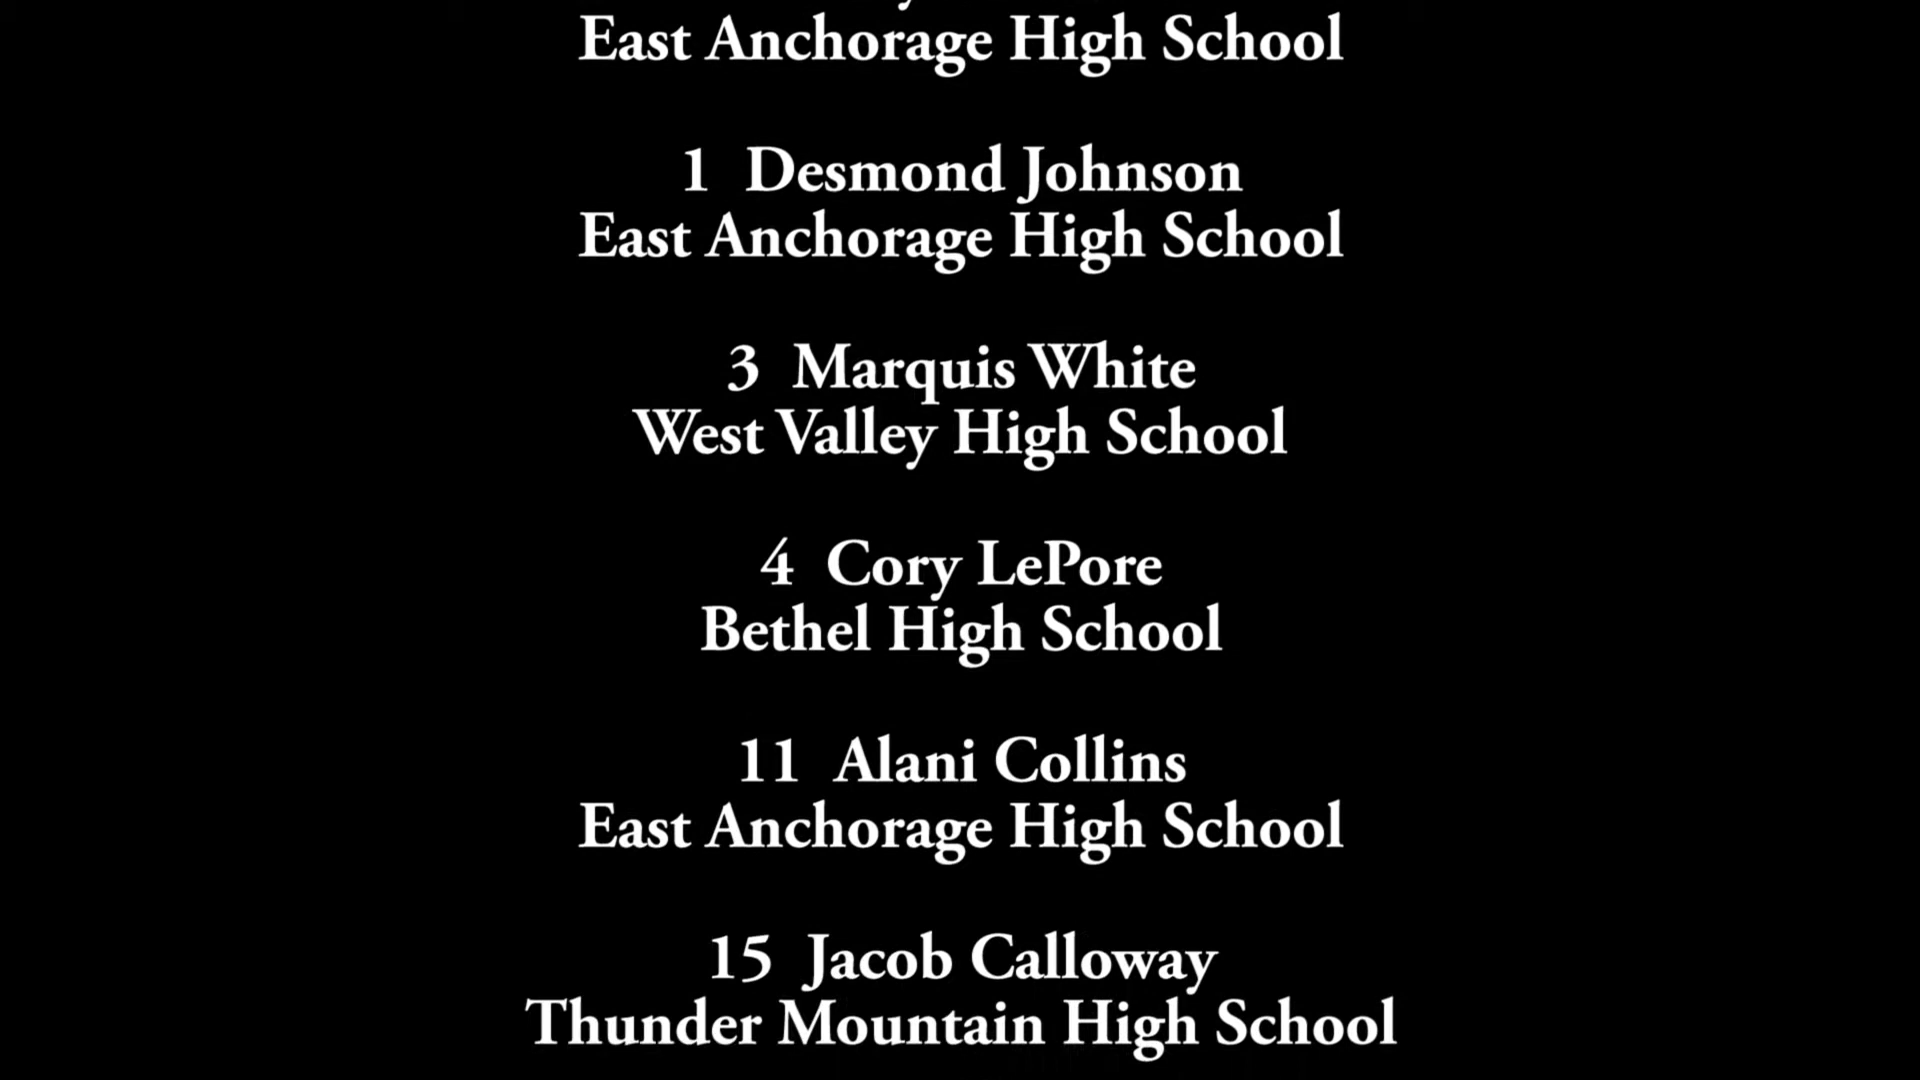 East Anchorage High School
1 Desmond Johnson
East Anchorage High School
3 Marquis White
West Valley High School
4 Cory LePore
Bethel High School
11 Alani Collins
East Anchorage High School
15 Jacob Calloway
Thunder Mountain High School